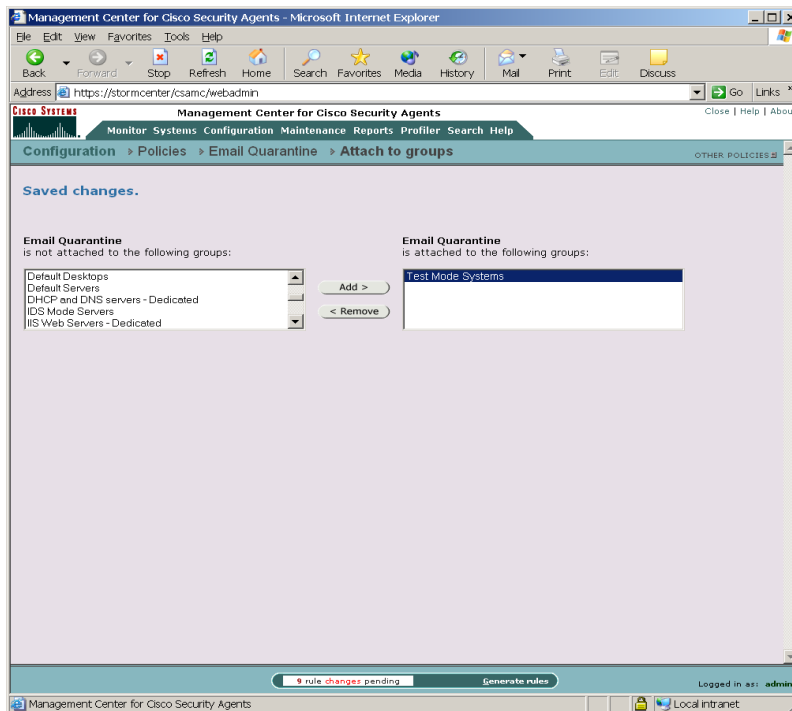 Management Center for Cisco Security Agents - Microsoft Internet Explorer
File Edit View Favorites Tools Help
Back Forward Stop Refresh Home Search Favorites Media History Mail Print Edit Discuss
Address https://stormcenter/csamc/webadmin Go Links »
CISCO SYSTEMS Management Center for Cisco Security Agents Close | Help | Abou
Monitor Systems Configuration Maintenance Reports Profiler Search Help
Configuration Policies Email Quarantine Attach to groups OTHER POLICIES
Saved changes.
Email Quarantine
is not attached to the following groups:
Default Desktops
Default Servers
DHCP and DNS servers - Dedicated
IDS Mode Servers
IIS Web Servers - Dedicated
Add >
< Remove
Email Quarantine
is attached to the following groups:
Test Mode Systems
9 rule changes pending Generate rules Logged in as: admin
Management Center for Cisco Security Agents Local intranet